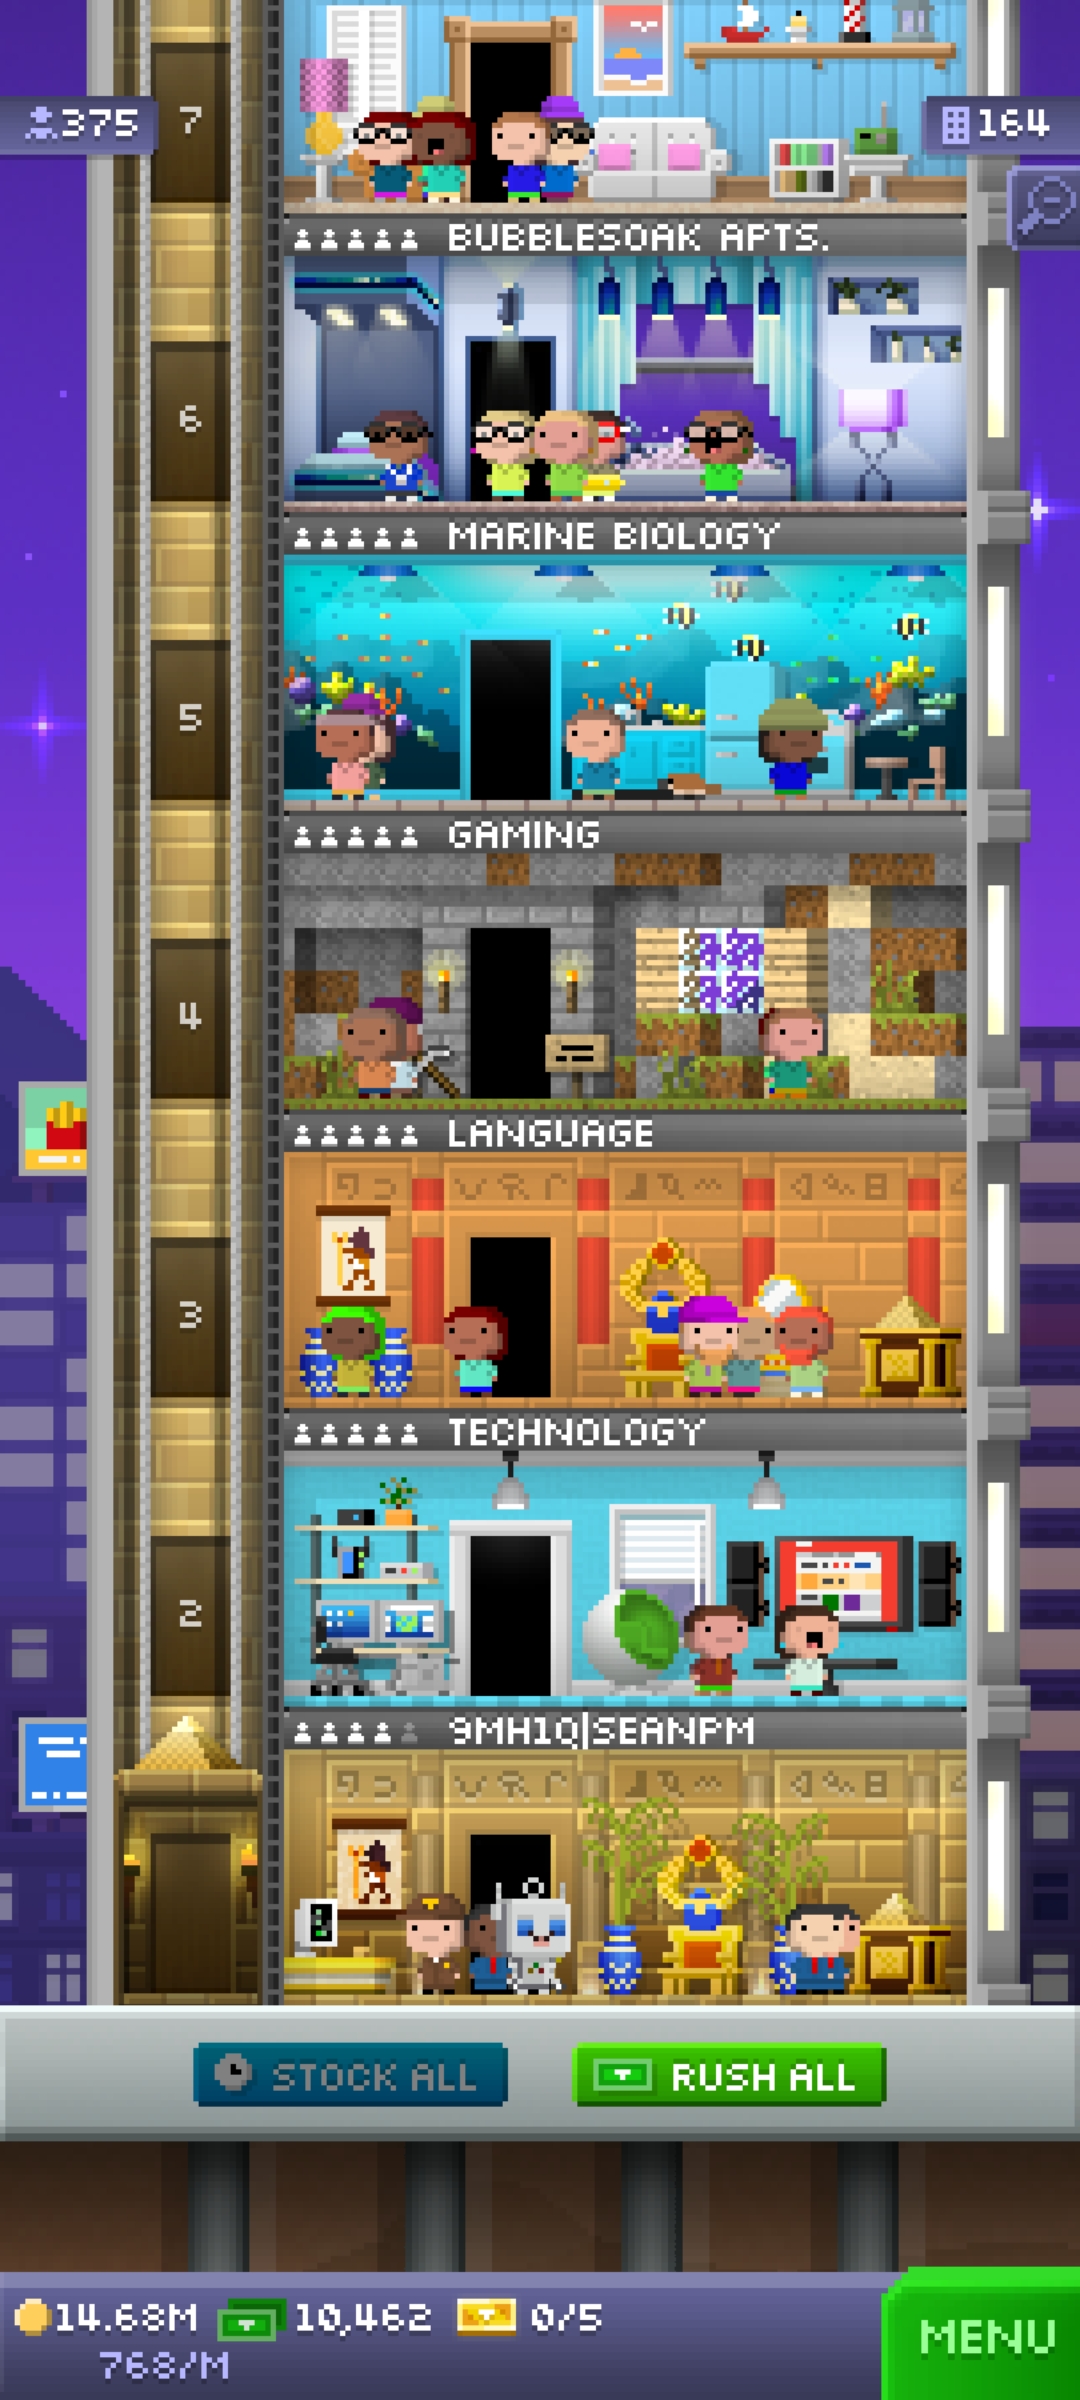 375
7
164
BUBBLESOAK APTS.
6
MARINE BIOLOGY
5
GAMING
4
LANGUAGE
3
TECHNOLOGY
2
9MH1Q|SEANPM
STOCK ALL
RUSH ALL
14.68M 10,462 0/5
768/M
MENU